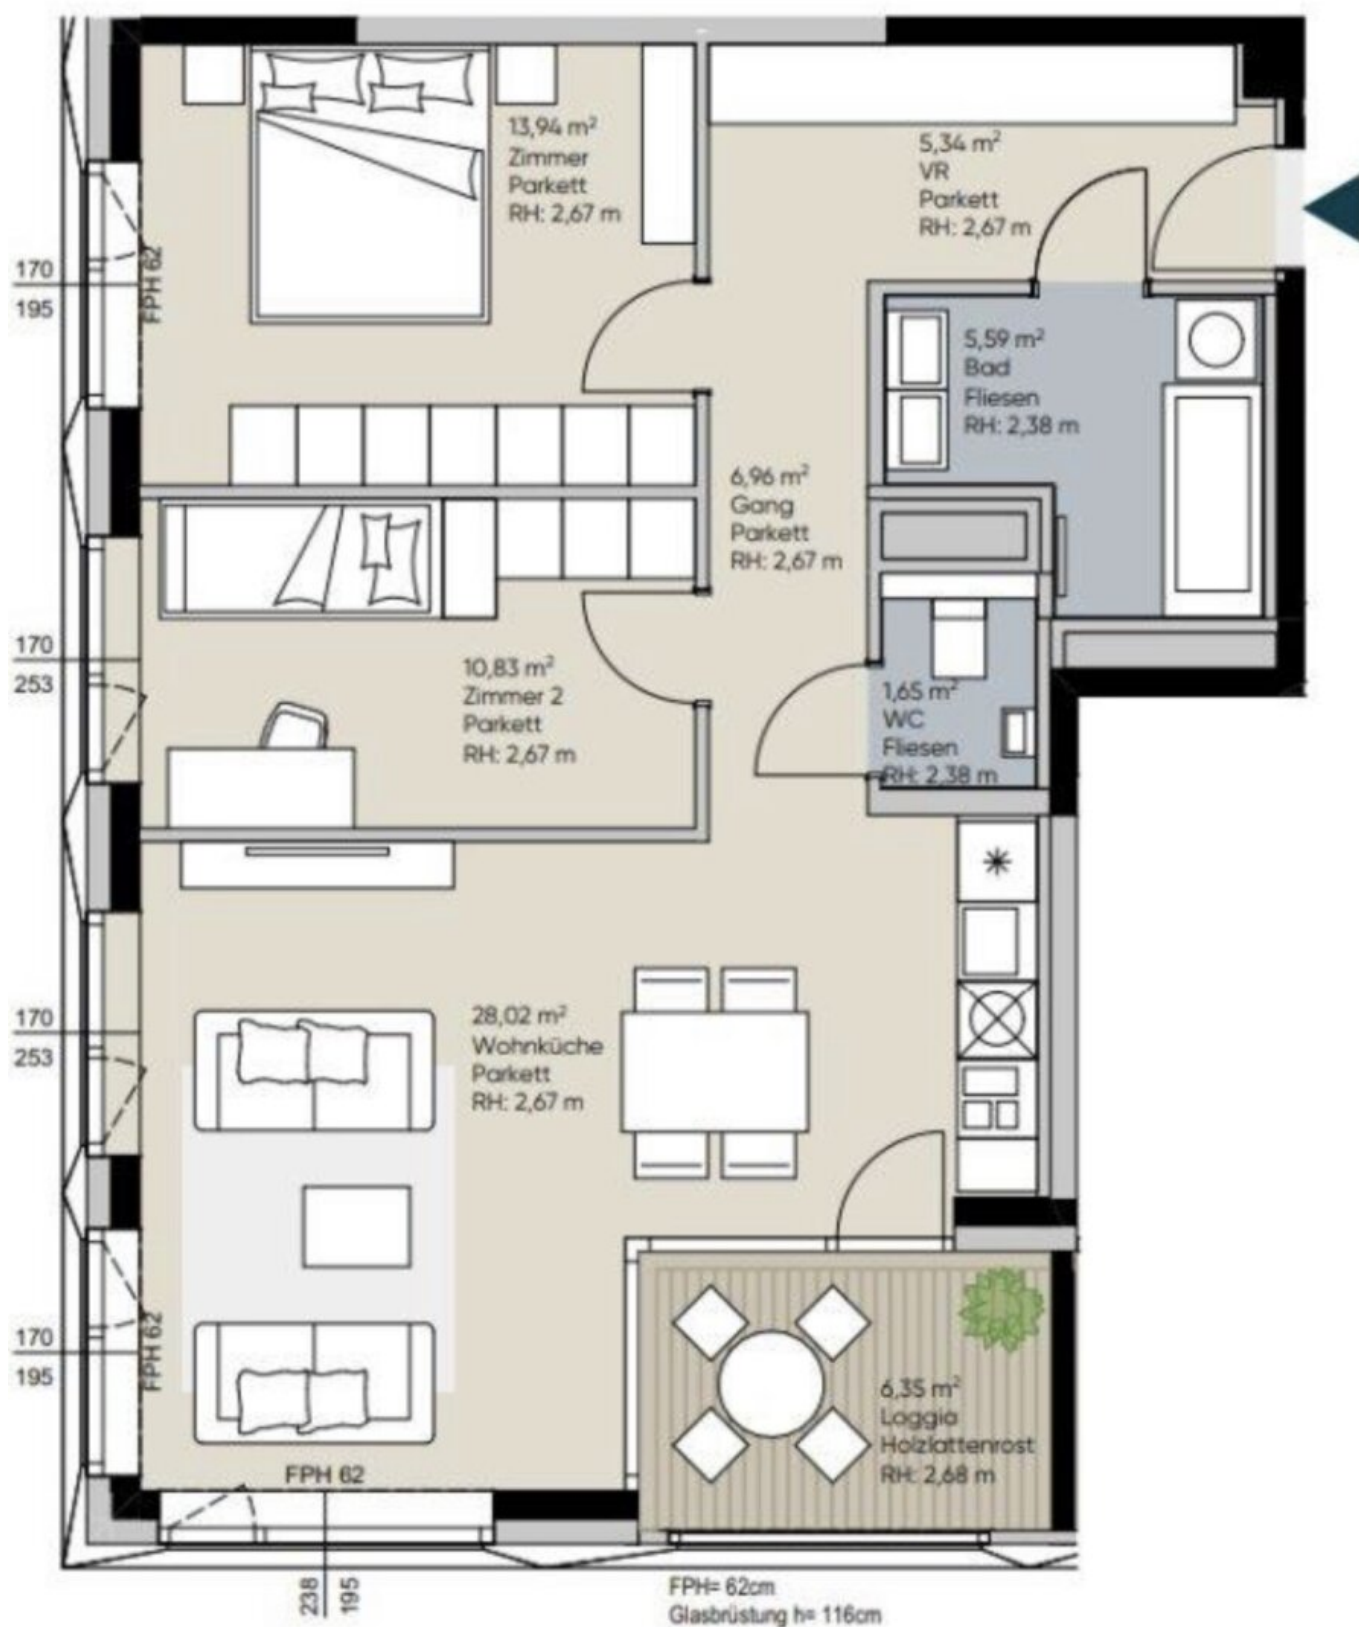 13,94 m²
Zimmer
Parkett
RH: 2,67 m
5,34 m²
VR
Parkett
RH: 2,67 m
170
195
FPH 62
5,59 m²
Bad
Fliesen
RH: 2,38 m
6,96 m²
Gang
Parkett
RH: 2,67 m
170
253
10,83 m²
Zimmer 2
Parkett
RH: 2,67 m
1,65 m²
WC
Fliesen
RH: 2,38 m
170
253
28,02 m²
Wohnküche
Parkett
RH: 2,67 m
170
195
FPH 62
6,35 m²
Loggia
Holzlattenrost
RH: 2,68 m
FPH 62
238
195
FPH= 62cm
Glasbrüstung h= 116cm